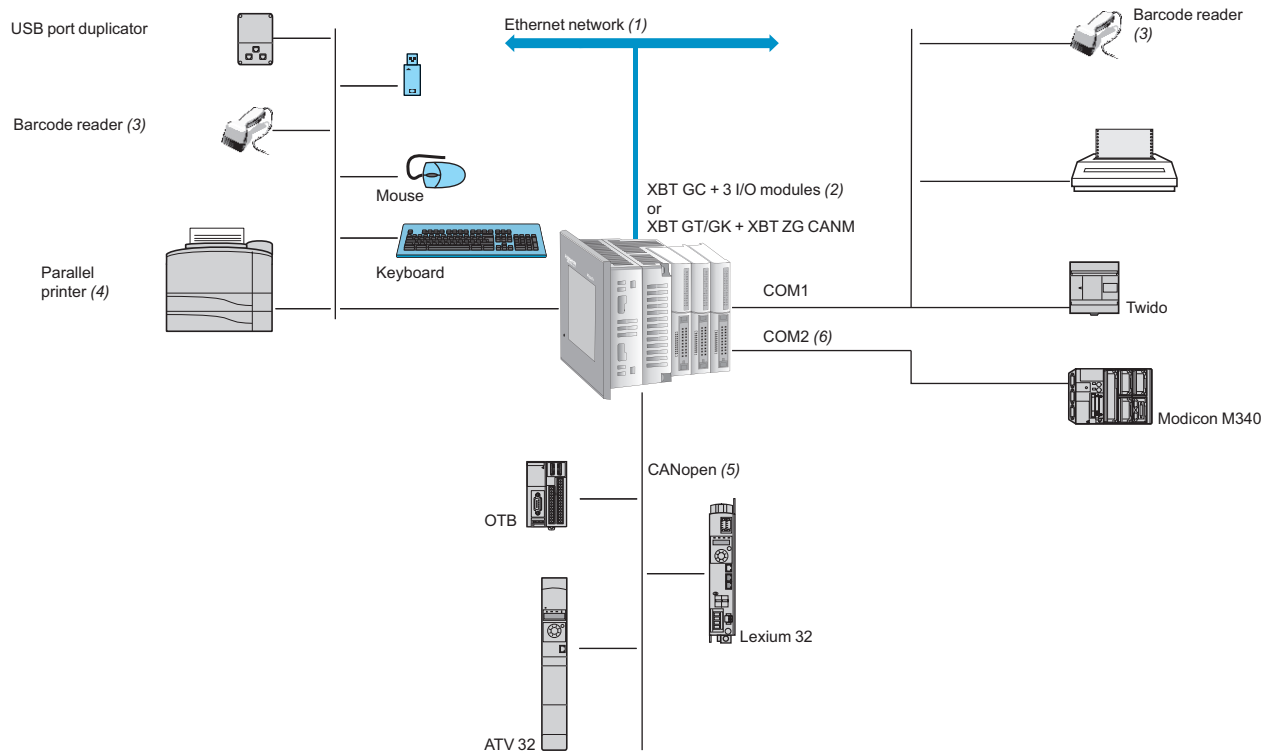 USB port duplicator
Ethernet network (1)
Barcode reader
(3)
Barcode reader (3)
Mouse
XBT GC + 3 I/O modules (2)
or
XBT GT/GK + XBT ZG CANM
Keyboard
Parallel
printer (4)
COM1
Twido
COM2 (6)
Modicon M340
CANopen (5)
OTB
Lexium 32
ATV 32